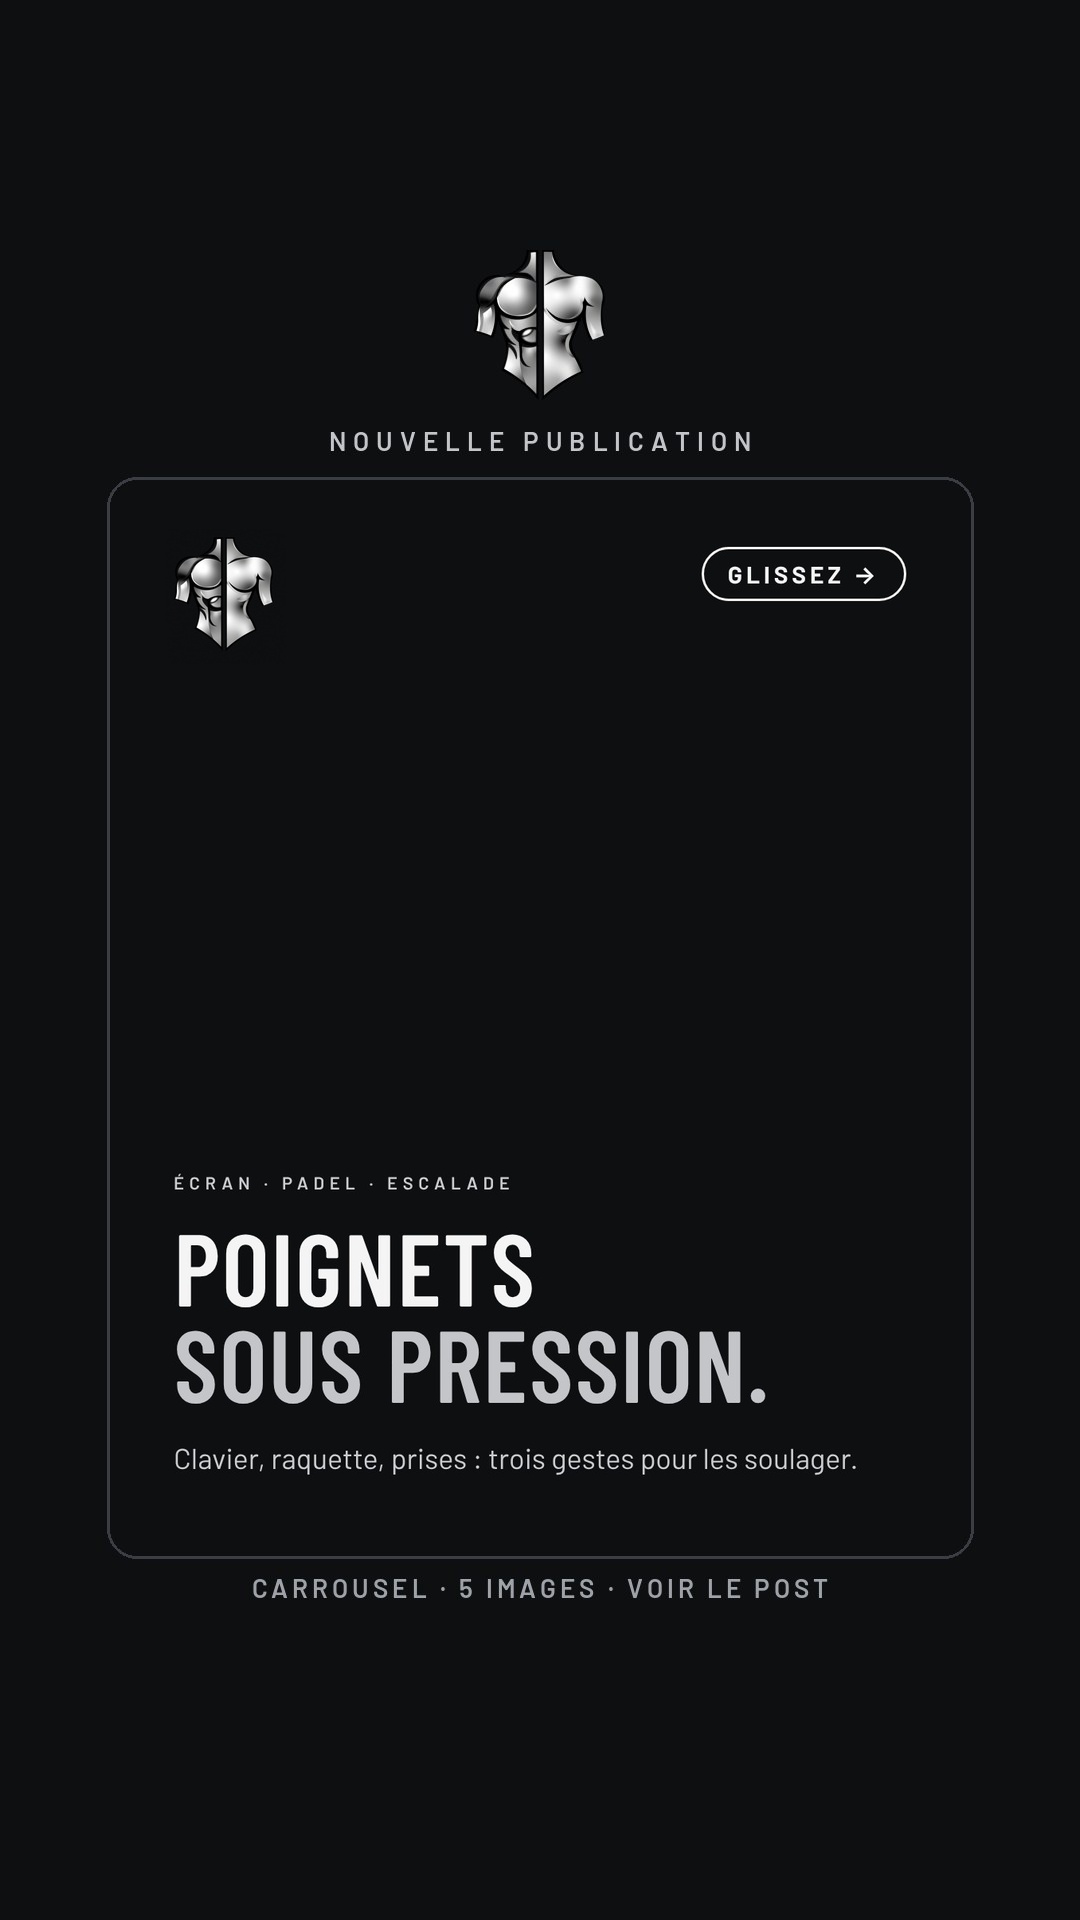 NOUVELLE PUBLICATION
GLISSEZ →
ÉCRAN · PADEL · ESCALADE
POIGNETS
SOUS PRESSION.
Clavier, raquette, prises : trois gestes pour les soulager.
CARROUSEL · 5 IMAGES · VOIR LE POST